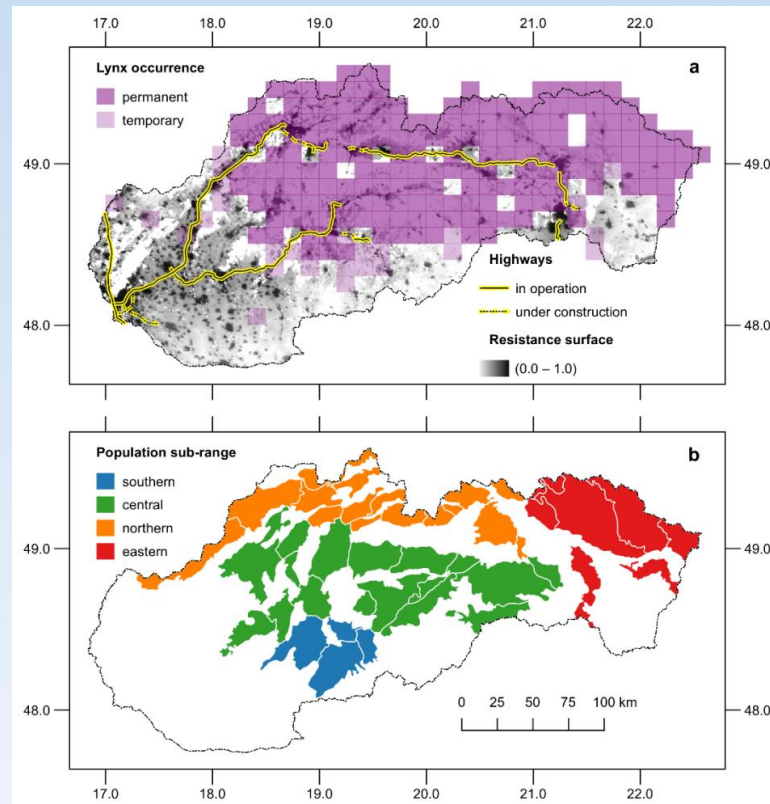 17.0 18.0 19.0 20.0 21.0 22.0
Lynx occurrence
a
permanent
temporary
49.0 49.0
Highways
in operation
under construction
48.0 48.0
Resistance surface
(0.0 – 1.0)
Population sub-range
b
southern
central
northern
eastern
49.0 49.0
0 25 50 75 100 km
48.0 48.0
17.0 18.0 19.0 20.0 21.0 22.0